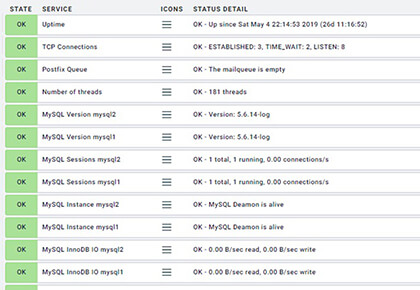 STATE SERVICE ICONS STATUS DETAIL
OK Uptime OK - Up since Sat May 4 22:14:53 2019 (26d 11:16:52)
OK TCP Connections OK - ESTABLISHED: 3, TIME_WAIT: 2, LISTEN: 8
OK Postfix Queue OK - The mailqueue is empty
OK Number of threads OK - 181 threads
OK MySQL Version mysql2 OK - Version: 5.6.14-log
OK MySQL Version mysql1 OK - Version: 5.6.14-log
OK MySQL Sessions mysql2 OK - 1 total, 1 running, 0.00 connections/s
OK MySQL Sessions mysql1 OK - 1 total, 1 running, 0.00 connections/s
OK MySQL Instance mysql2 OK - MySQL Deamon is alive
OK MySQL Instance mysql1 OK - MySQL Deamon is alive
OK MySQL InnoDB IO mysql2 OK - 0.00 B/sec read, 0.00 B/sec write
OK MySQL InnoDB IO mysql1 OK - 0.00 B/sec read, 0.00 B/sec write